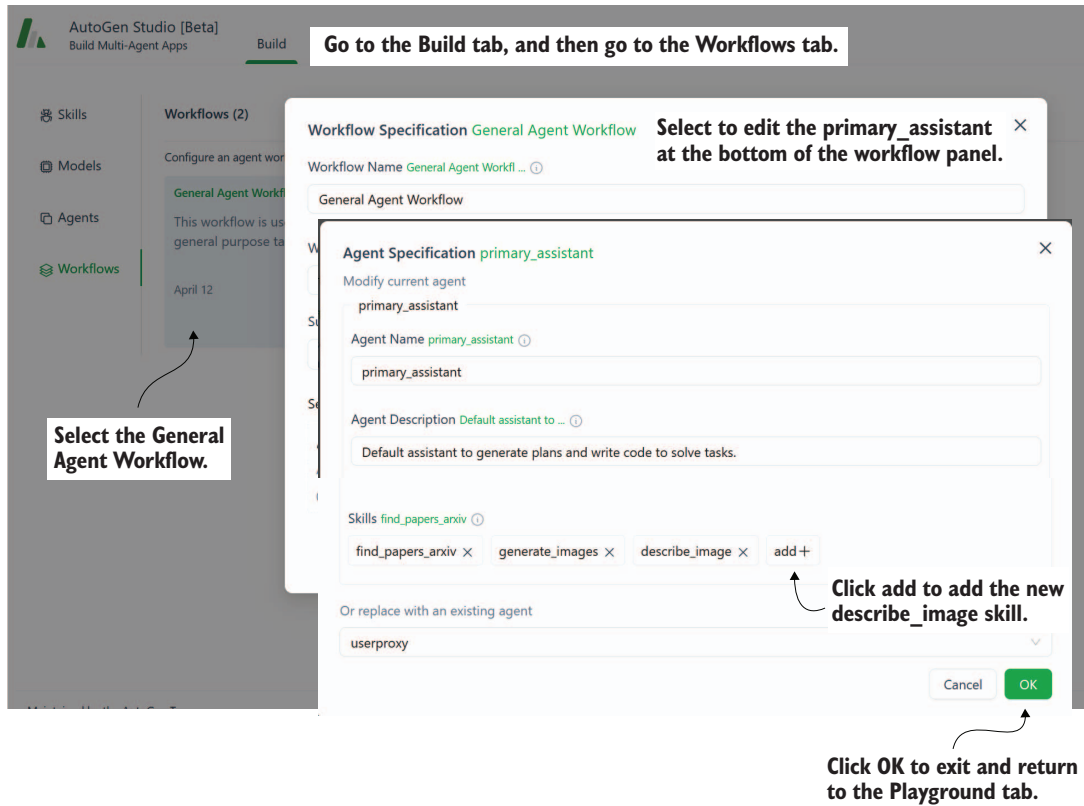 AutoGen Studio [Beta]
Build Multi-Agent Apps
Build
Go to the Build tab, and then go to the Workflows tab.
Skills
Models
Agents
Workflows
Workflows (2)
Configure an agent wor
General Agent Workfl
This workflow is us
general purpose ta
April 12
Select the General
Agent Workflow.
Workflow Specification General Agent Workflow
Select to edit the primary_assistant
at the bottom of the workflow panel.
Workflow Name General Agent Workfl ...
General Agent Workflow
W
Su
Se
Agent Specification primary_assistant
Modify current agent
primary_assistant
Agent Name primary_assistant
primary_assistant
Agent Description Default assistant to ...
Default assistant to generate plans and write code to solve tasks.
Skills find_papers_arxiv
find_papers_arxiv × generate_images × describe_image × add +
Click add to add the new
describe_image skill.
Or replace with an existing agent
userproxy
Cancel OK
Click OK to exit and return
to the Playground tab.